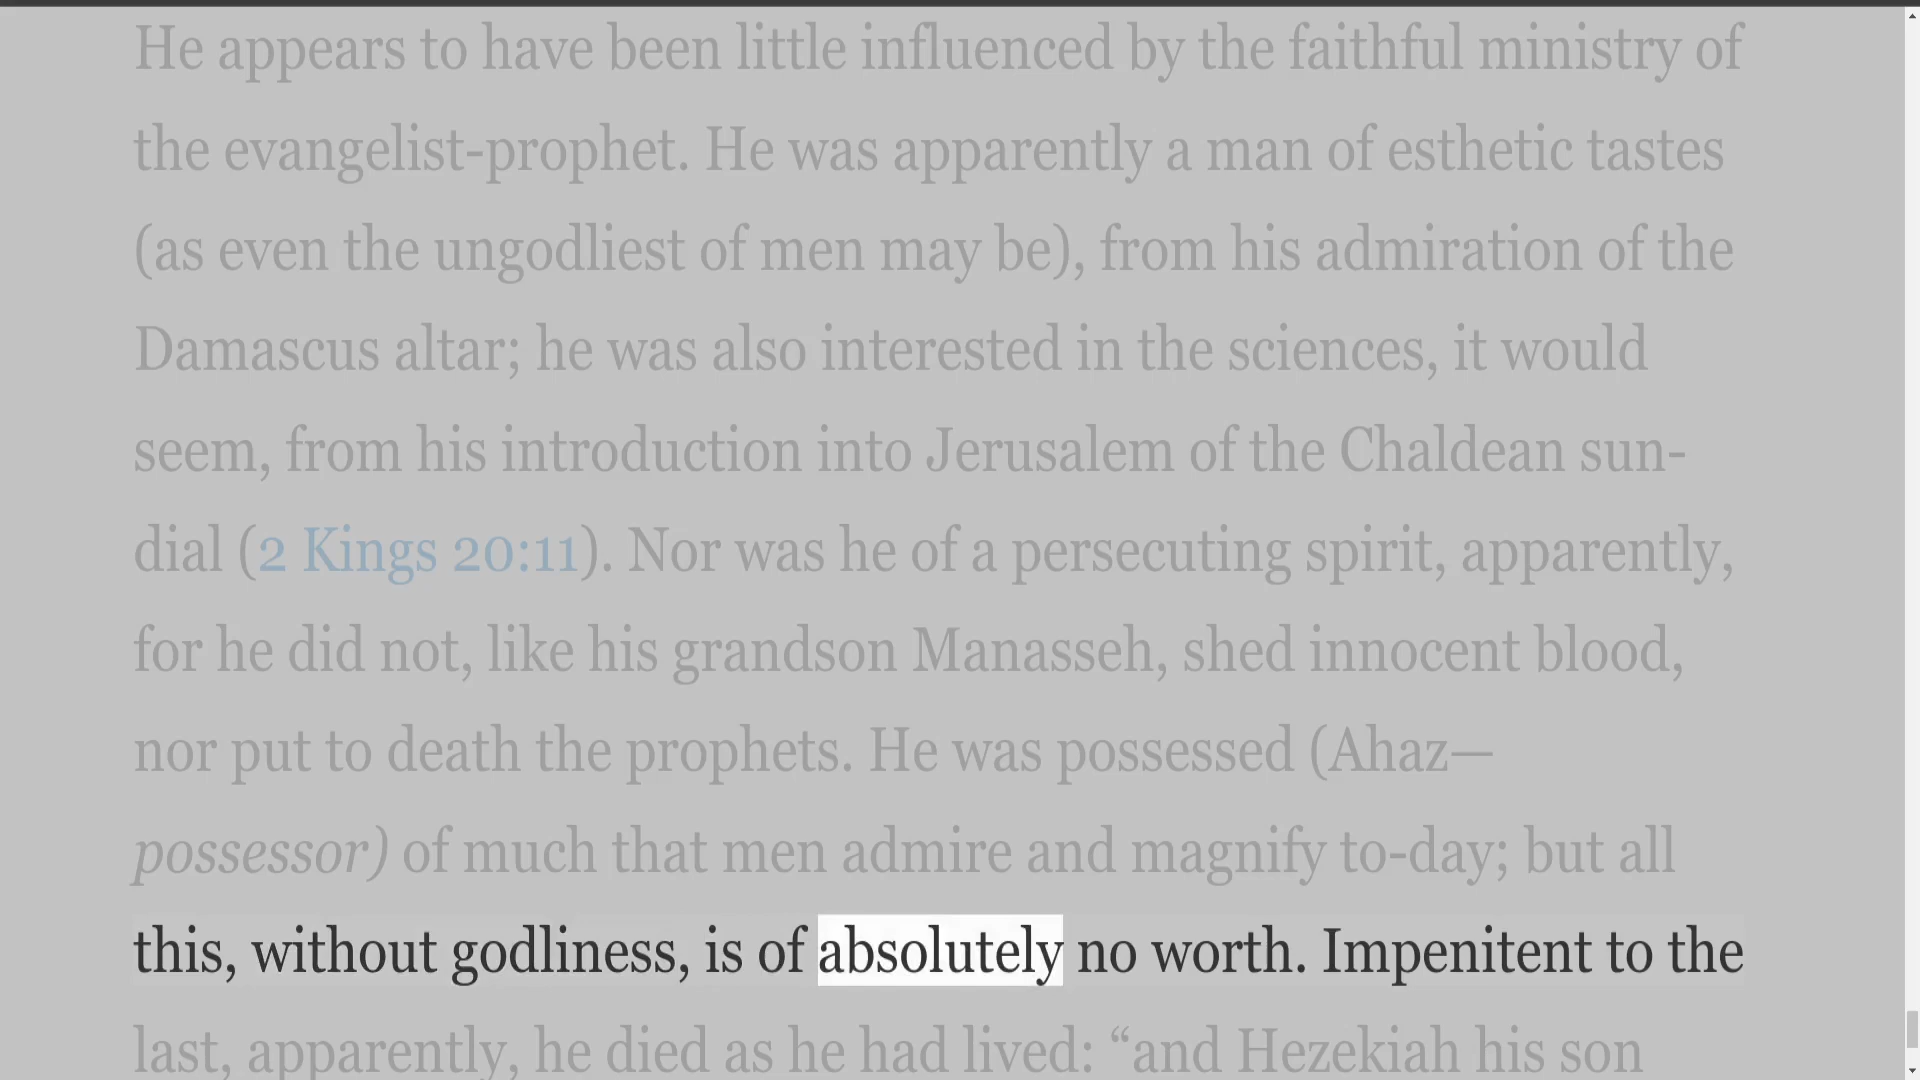 He appears to have been little influenced by the faithful ministry of
the evangelist-prophet. He was apparently a man of esthetic tastes
(as even the ungodliest of men may be), from his admiration of the
Damascus altar; he was also interested in the sciences, it would
seem, from his introduction into Jerusalem of the Chaldean sun-
dial (2 Kings 20:11). Nor was he of a persecuting spirit, apparently,
for he did not, like his grandson Manasseh, shed innocent blood,
nor put to death the prophets. He was possessed (Ahaz—
possessor) of much that men admire and magnify to-day; but all
this, without godliness, is of absolutely no worth. Impenitent to the
last, apparently, he died as he had lived: “and Hezekiah his son